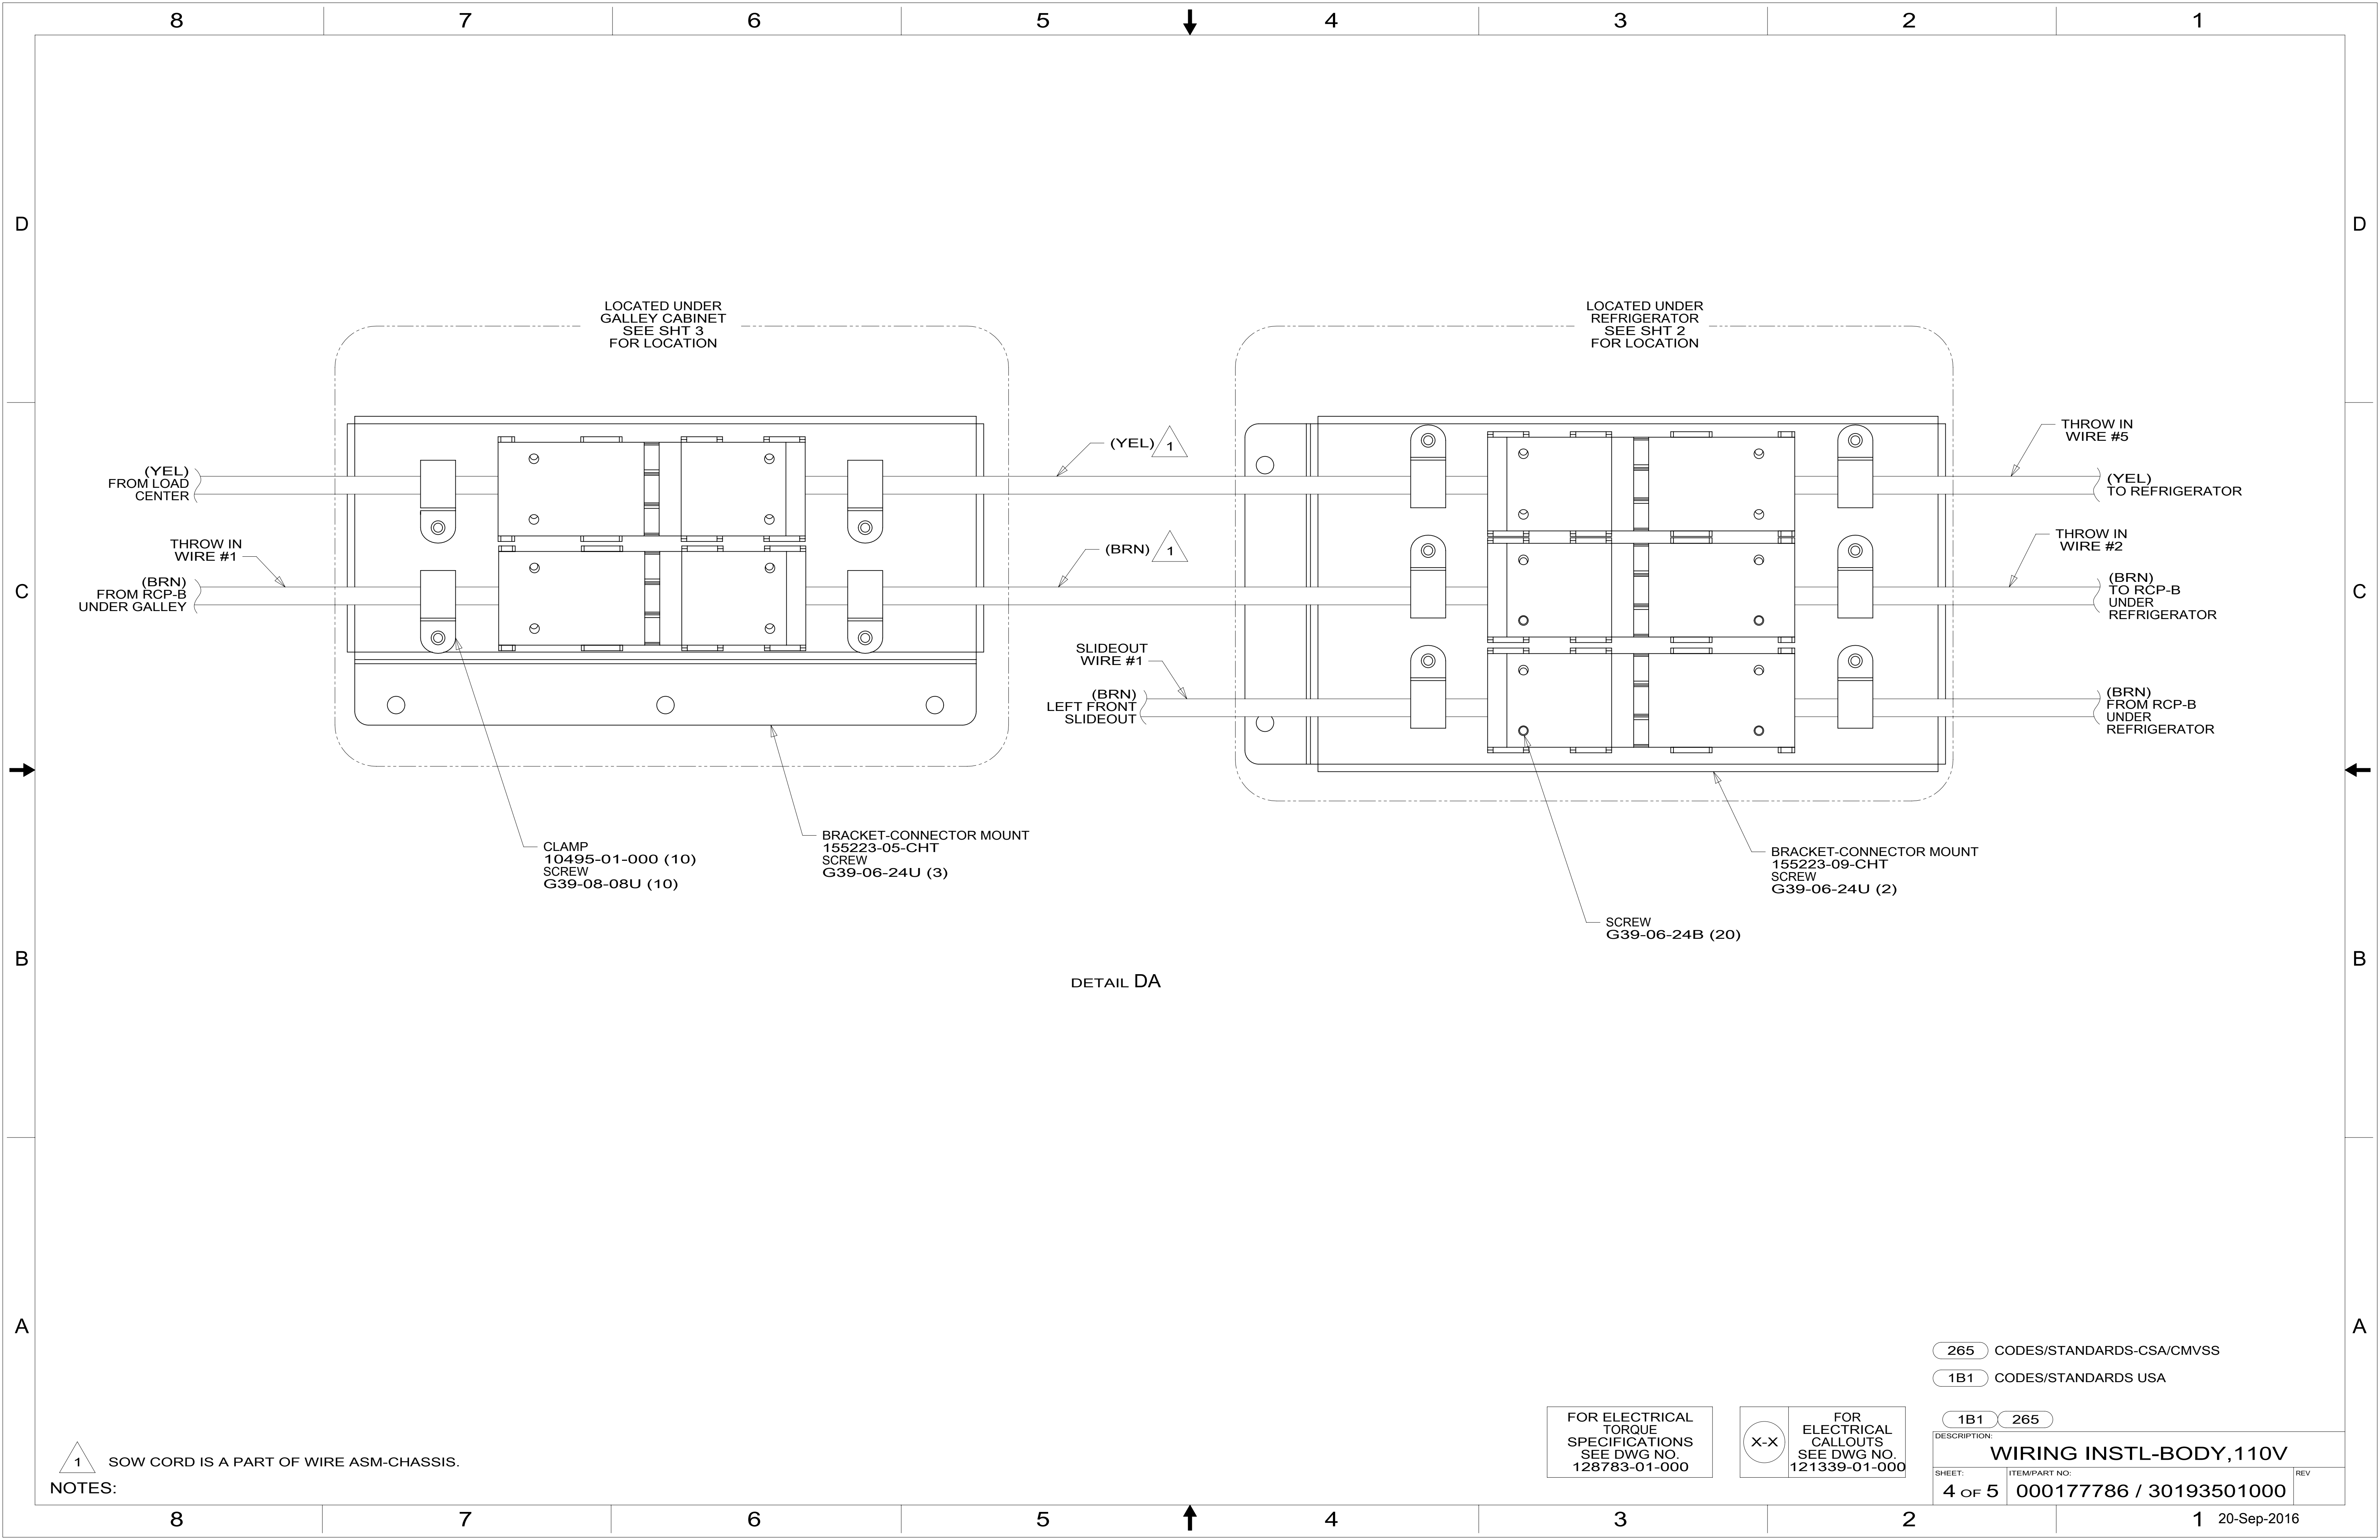 8 7 6 5 4 3 2 1
D D
LOCATED UNDER
GALLEY CABINET
SEE SHT 3
FOR LOCATION
LOCATED UNDER
REFRIGERATOR
SEE SHT 2
FOR LOCATION
(YEL)
FROM LOAD
CENTER
THROW IN
WIRE #1
(BRN)
FROM RCP-B
UNDER GALLEY
(YEL) 1
(BRN) 1
SLIDEOUT
WIRE #1
(BRN)
LEFT FRONT
SLIDEOUT
THROW IN
WIRE #5
(YEL)
TO REFRIGERATOR
THROW IN
WIRE #2
(BRN)
TO RCP-B
UNDER
REFRIGERATOR
(BRN)
FROM RCP-B
UNDER
REFRIGERATOR
C C
CLAMP
10495-01-000 (10)
SCREW
G39-08-08U (10)
BRACKET-CONNECTOR MOUNT
155223-05-CHT
SCREW
G39-06-24U (3)
BRACKET-CONNECTOR MOUNT
155223-09-CHT
SCREW
G39-06-24U (2)
SCREW
G39-06-24B (20)
B B
DETAIL DA
A A
265 CODES/STANDARDS-CSA/CMVSS
1B1 CODES/STANDARDS USA
FOR ELECTRICAL
TORQUE
SPECIFICATIONS
SEE DWG NO.
128783-01-000
X-X
FOR
ELECTRICAL
CALLOUTS
SEE DWG NO.
121339-01-000
1B1 265
DESCRIPTION:
WIRING INSTL-BODY,110V
SHEET:
4 OF 5
ITEM/PART NO:
000177786 / 30193501000
REV
1 SOW CORD IS A PART OF WIRE ASM-CHASSIS.
NOTES:
8 7 6 5 4 3 2 1
20-Sep-2016